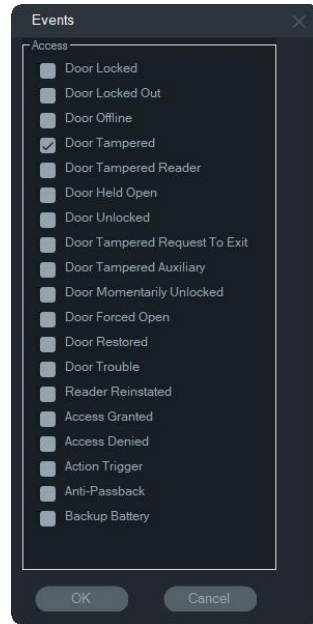 Events
Access
Door Locked
Door Locked Out
Door Offline
Door Tampered
Door Tampered Reader
Door Held Open
Door Unlocked
Door Tampered Request To Exit
Door Tampered Auxiliary
Door Momentarily Unlocked
Door Forced Open
Door Restored
Door Trouble
Reader Reinstated
Access Granted
Access Denied
Action Trigger
Anti-Passback
Backup Battery
OK Cancel